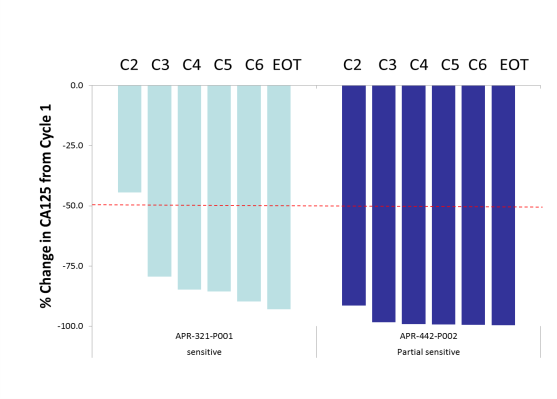 C2 C3 C4 C5 C6 EOT C2 C3 C4 C5 C6 EOT
0.0
-25.0
-50.0
-75.0
-100.0
% Change in CA125 from Cycle 1
APR-321-P001 APR-442-P002
sensitive Partial sensitive